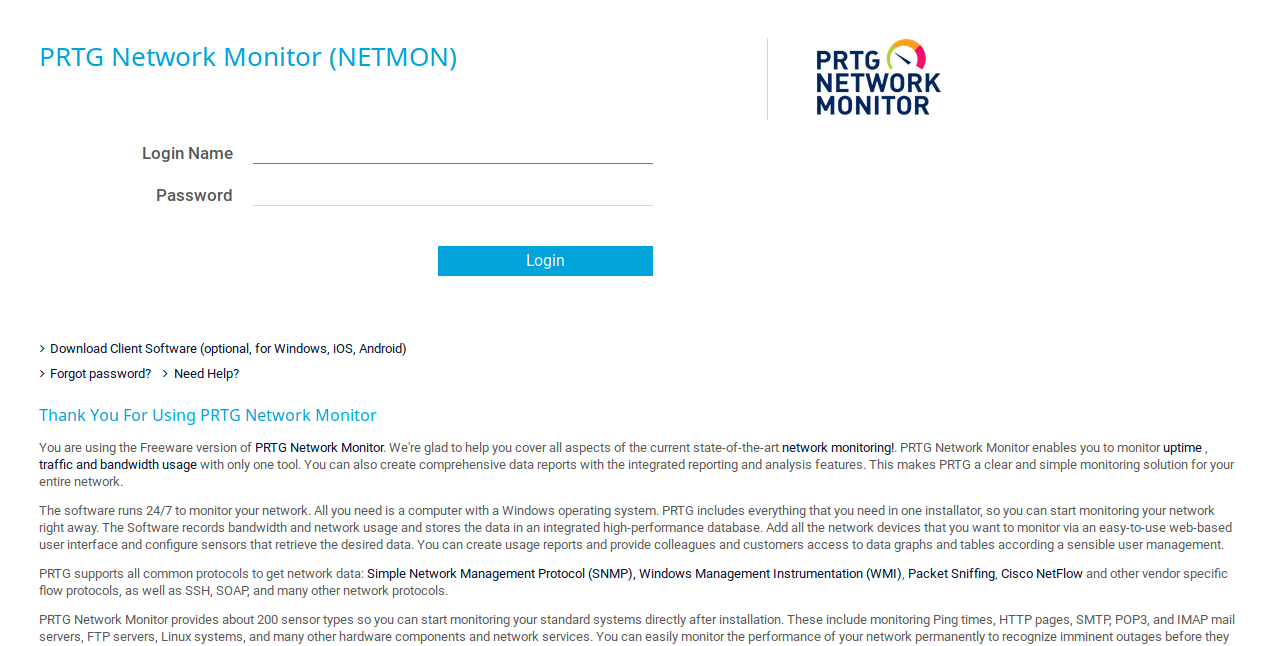 PRTG Network Monitor (NETMON)
PRTG
NETWORK
MONITOR
Login Name
Password
Login
Download Client Software (optional, for Windows, iOS, Android)
Forgot password? Need Help?
Thank You For Using PRTG Network Monitor
You are using the Freeware version of PRTG Network Monitor. We're glad to help you cover all aspects of the current state-of-the-art network monitoring!. PRTG Network Monitor enables you to monitor uptime ,
traffic and bandwidth usage with only one tool. You can also create comprehensive data reports with the integrated reporting and analysis features. This makes PRTG a clear and simple monitoring solution for your
entire network.
The software runs 24/7 to monitor your network. All you need is a computer with a Windows operating system. PRTG includes everything that you need in one installator, so you can start monitoring your network
right away. The Software records bandwidth and network usage and stores the data in an integrated high-performance database. Add all the network devices that you want to monitor via an easy-to-use web-based
user interface and configure sensors that retrieve the desired data. You can create usage reports and provide colleagues and customers access to data graphs and tables according a sensible user management.
PRTG supports all common protocols to get network data: Simple Network Management Protocol (SNMP), Windows Management Instrumentation (WMI), Packet Sniffing, Cisco NetFlow and other vendor specific
flow protocols, as well as SSH, SOAP, and many other network protocols.
PRTG Network Monitor provides about 200 sensor types so you can start monitoring your standard systems directly after installation. These include monitoring Ping times, HTTP pages, SMTP, POP3, and IMAP mail
servers, FTP servers, Linux systems, and many other hardware components and network services. You can easily monitor the performance of your network permanently to recognize imminent outages before they